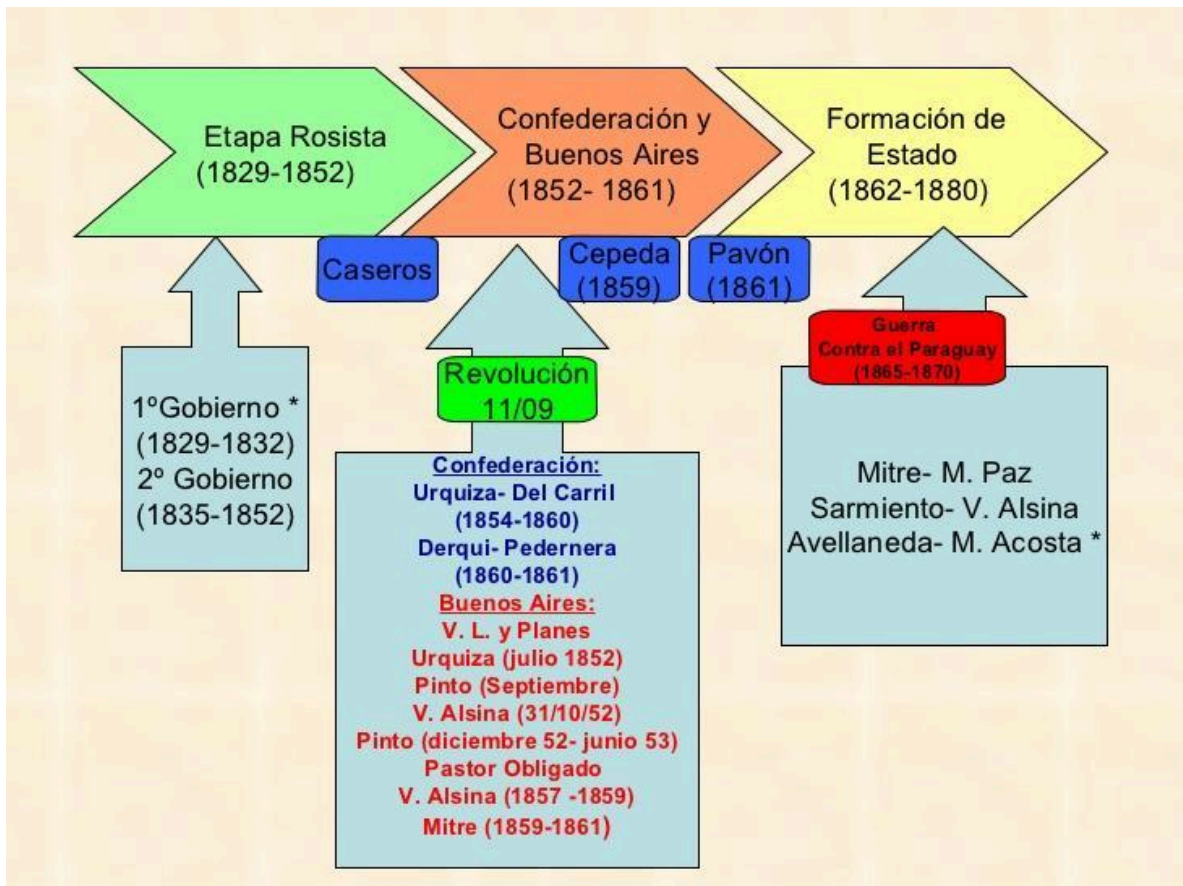 Etapa Rosista
(1829-1852)
Confederación y
Buenos Aires
(1852- 1861)
Formación de
Estado
(1862-1880)
Caseros
Cepeda
(1859)
Pavón
(1861)
1ºGobierno *
(1829-1832)
2º Gobierno
(1835-1852)
Revolución
11/09
Confederación:
Urquiza- Del Carril
(1854-1860)
Derqui- Pedernera
(1860-1861)
Buenos Aires:
V. L. y Planes
Urquiza (julio 1852)
Pinto (Septiembre)
V. Alsina (31/10/52)
Pinto (diciembre 52- junio 53)
Pastor Obligado
V. Alsina (1857 -1859)
Mitre (1859-1861)
Guerra
Contra el Paraguay
(1865-1870)
Mitre- M. Paz
Sarmiento- V. Alsina
Avellaneda- M. Acosta *